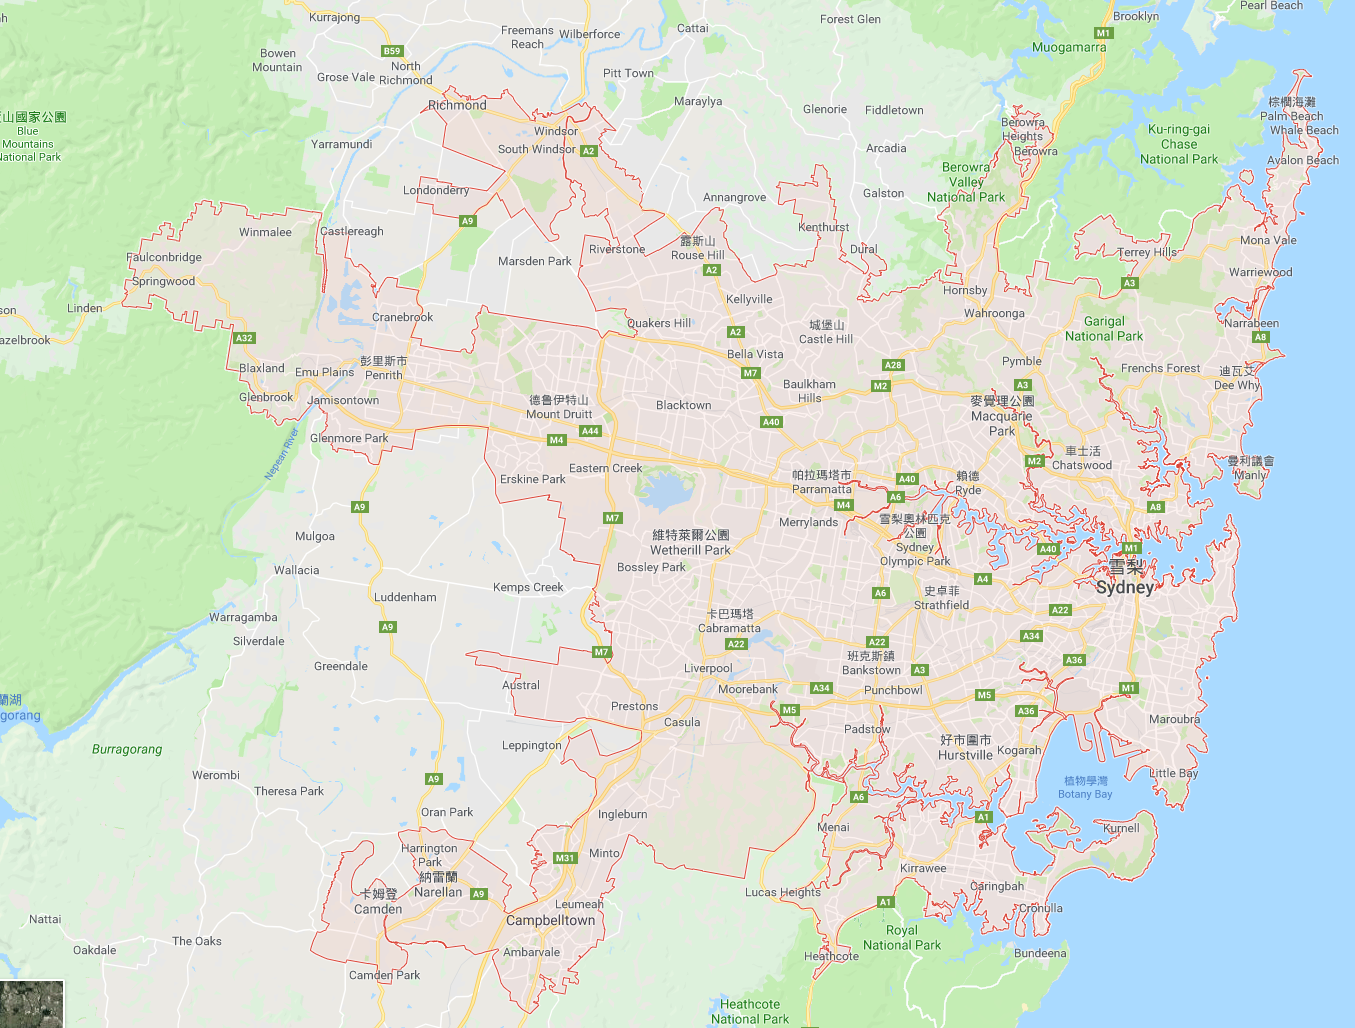 Kurrajong
Freemans
Reach
Wilberforce
Cattai
Forest Glen
Brooklyn
Pearl Beach
M1
Muogamarra
B59
Bowen
Mountain
Grose Vale
North
Richmond
Pitt Town
Maraylya
Glenorie
Fiddletown
Richmond
棕櫚海灘
Palm Beach
Whale Beach
山國家公園
Blue
Mountains
National Park
Yarramundi
Windsor
South Windsor
A2
Arcadia
Berowra
Heights
Berowra
Ku-ring-gai
Chase
National Park
Avalon Beach
Londonderry
Annangrove
Galston
Berowra
Valley
National Park
A9
Winmalee
Castlereagh
Kenthurst
Dural
Riverstone
露斯山
Rouse Hill
Mona Vale
Terrey Hills
Faulconbridge
Springwood
Marsden Park
A2
Warriewood
A3
Hornsby
Linden
Cranebrook
Kellyville
Wahroonga
Quakers Hill
城堡山
Castle Hill
Garigal
National Park
Narrabeen
A8
A32
A2
azelbrook
Blaxland
Emu Plains
彭里斯市
Penrith
Bella Vista
M7
A28
Pymble
Frenchs Forest
迪瓦艾
Dee Why
Glenbrook
Jamisontown
德魯伊特山
Mount Druitt
Blacktown
Baulkham
Hills
M2
A3
麥覺理公園
Macquarie
Park
A40
Glenmore Park
Nepean River
M4
A44
車士活
Chatswood
M2
曼利議會
Manly
Eastern Creek
Erskine Park
帕拉瑪塔市
Parramatta
A40
賴德
Ryde
A6
M4
A8
A9
M7
Merrylands
雪梨奧林匹克
公園
Sydney
Olympic Park
Mulgoa
維特萊爾公園
Wetherill Park
A40
M1
Wallacia
Bossley Park
雪梨
Sydney
A4
Kemps Creek
Luddenham
A6
史卓菲
Strathfield
A22
Warragamba
A9
卡巴瑪塔
Cabramatta
A22
A22
A34
Silverdale
Greendale
M7
Liverpool
班克斯鎮
Bankstown
A3
A36
Austral
Moorebank
A34
Punchbowl
M5
M1
蘭湖
gorang
Prestons
M5
A36
Casula
Maroubra
Burragorang
Leppington
Padstow
好市圍市
Hurstville
Kogarah
Werombi
A9
Theresa Park
植物學灣
Botany Bay
Little Bay
A6
Oran Park
Ingleburn
A1
Menai
Kurnell
Harrington
Park
M31
Minto
Kirrawee
納雷蘭
Narellan
卡姆登
Camden
A9
Lucas Heights
Caringbah
A1
Leumeah
Campbelltown
Cronulla
Nattai
The Oaks
Oakdale
Ambarvale
Royal
National Park
Heathcote
Bundeena
Camden Park
Heathcote
National Park